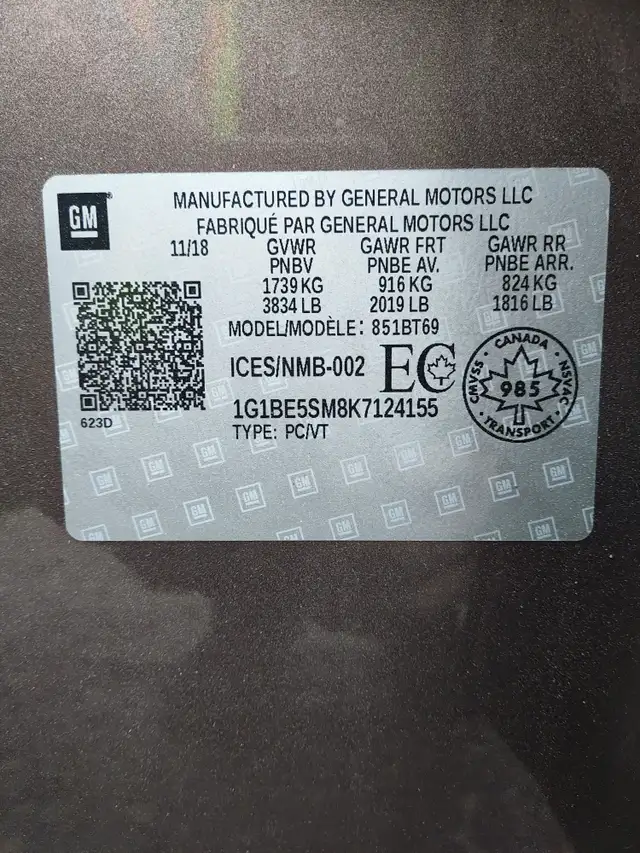 GM
MANUFACTURED BY GENERAL MOTORS LLC
FABRIQUÉ PAR GENERAL MOTORS LLC
11/18 GVWR GAWR FRT GAWR RR
PNBV PNBE AV. PNBE ARR.
1739 KG 916 KG 824 KG
3834 LB 2019 LB 1816 LB
MODEL/MODÈLE: 851BT69
ICES/NMB-002 EC
CANADA
CMVSS · 985 · NSVAC
TRANSPORT
1G1BE5SM8K7124155
623D
TYPE: PC/VT